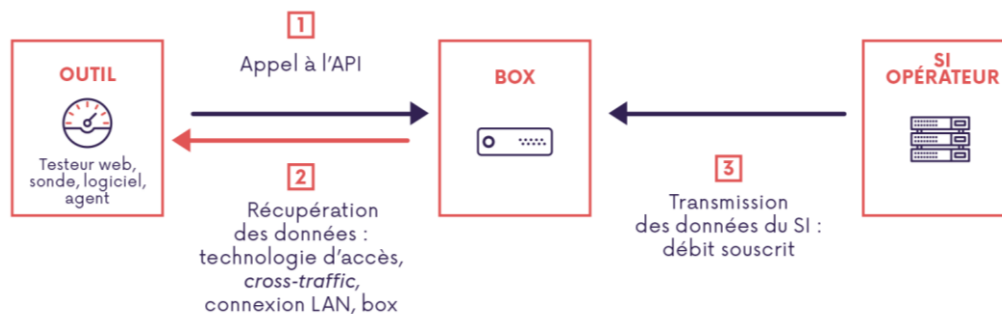 1
Appel à l'API
OUTIL
Testeur web,
sonde, logiciel,
agent
BOX
SI
OPÉRATEUR
2
Récupération
des données :
technologie d'accès,
cross-traffic,
connexion LAN, box
3
Transmission
des données du SI :
débit souscrit